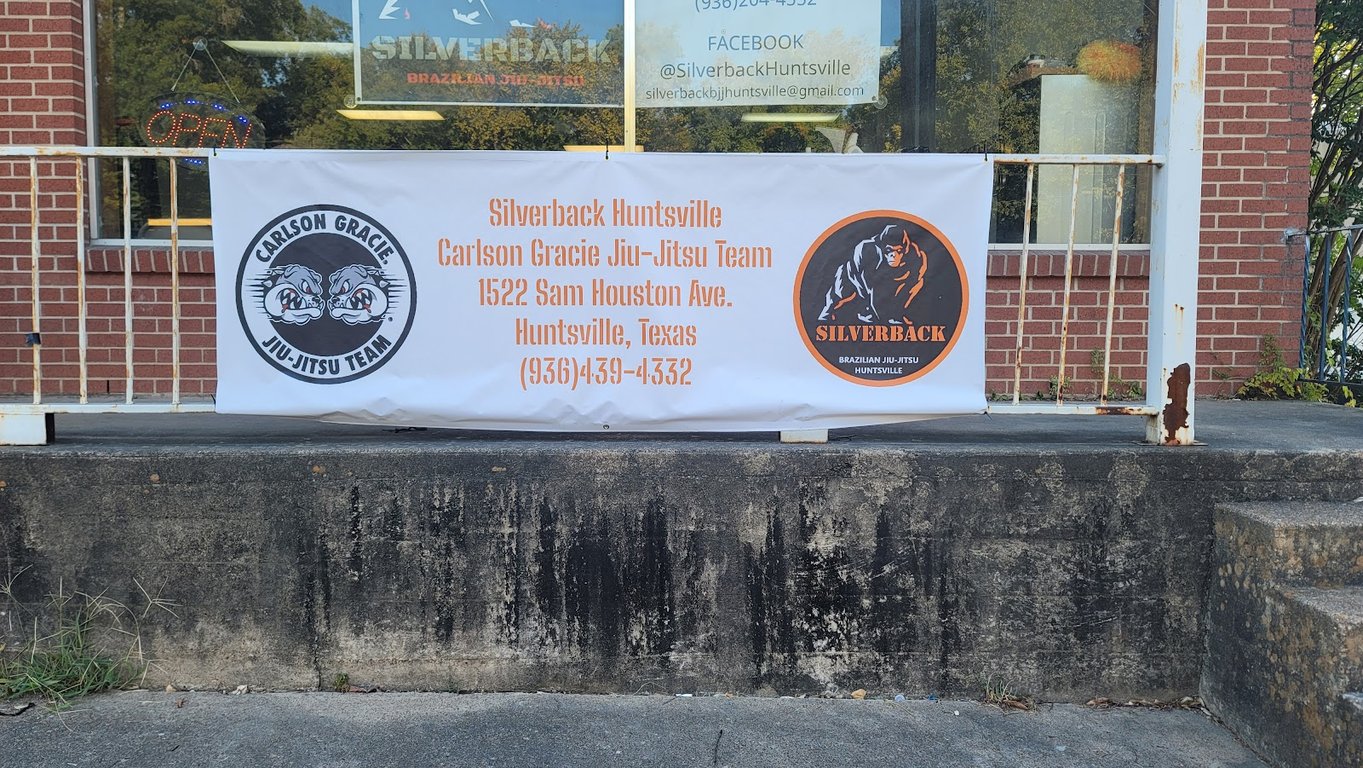 SILVERBACK
BRAZILIAN JIU-JITSU
FACEBOOK
@SilverbackHuntsville
silverbackbjjhuntsville@gmail.com
OPEN
CARLSON GRACIE
JIU-JITSU TEAM
Silverback Huntsville
Carlson Gracie Jiu-Jitsu Team
1522 Sam Houston Ave.
Huntsville, Texas
(936)439-4332
SILVERBACK
BRAZILIAN JIU-JITSU
HUNTSVILLE